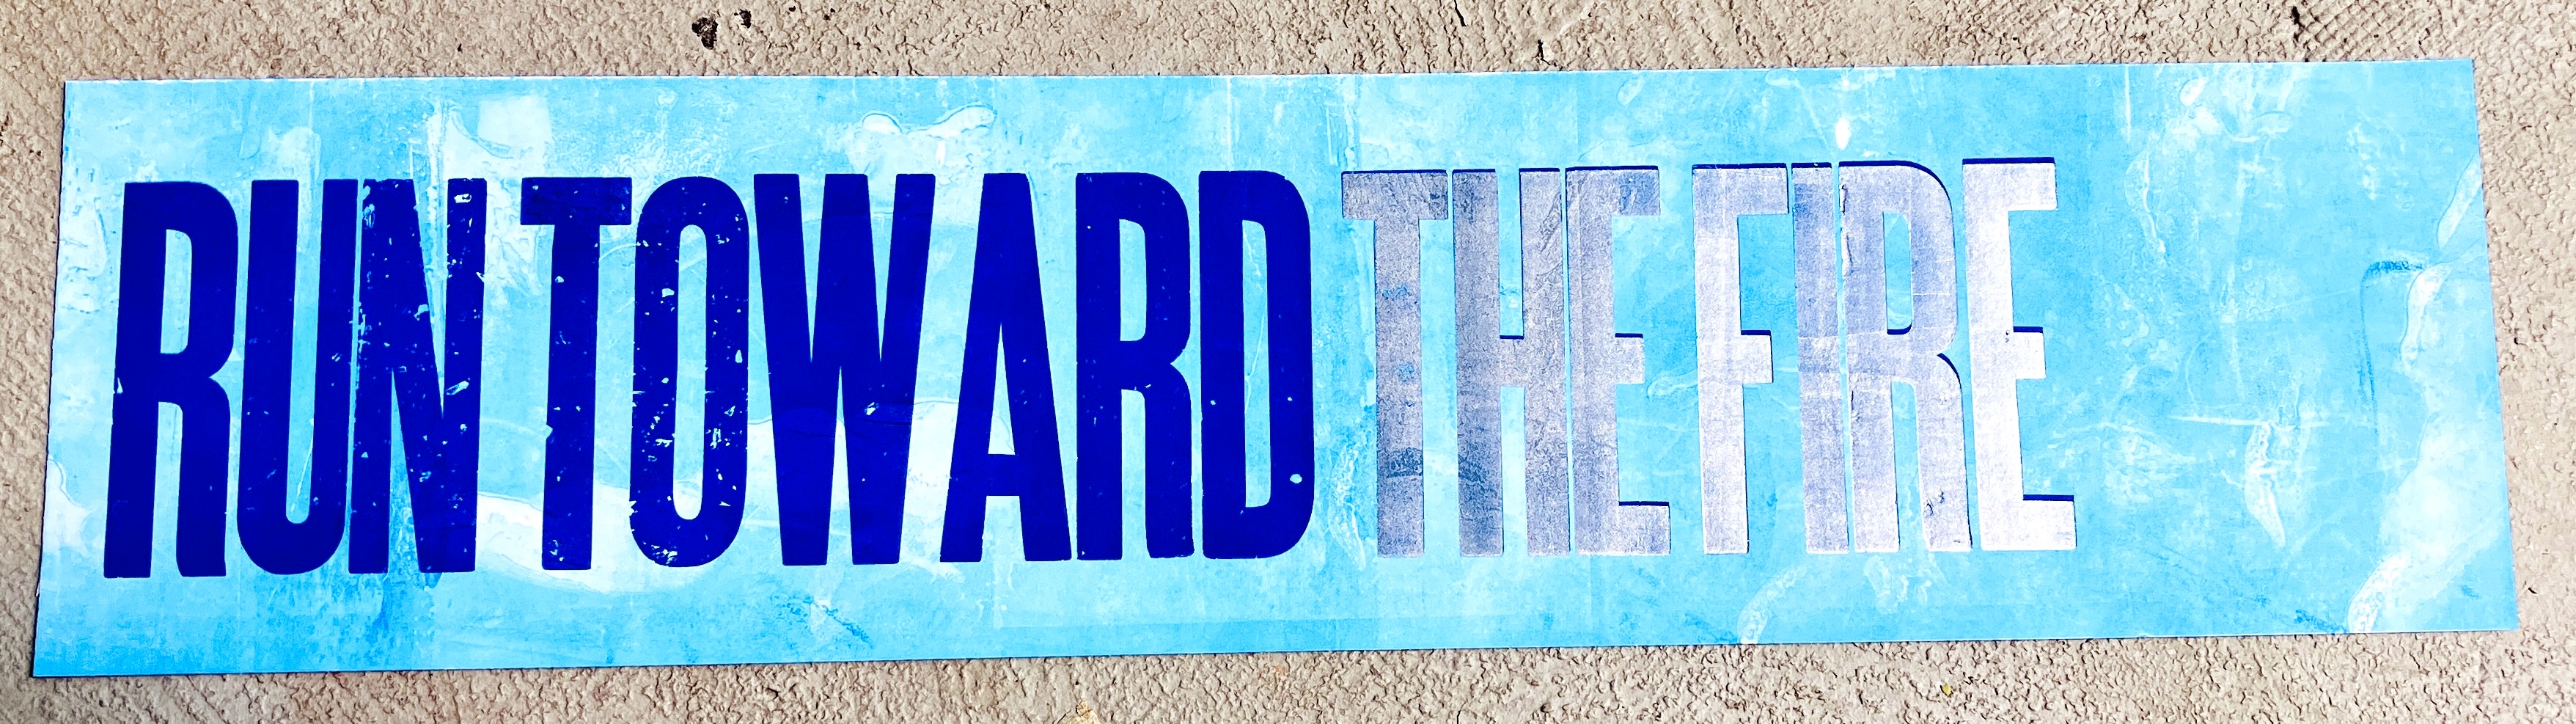 RUN TOWARD THE FIRE